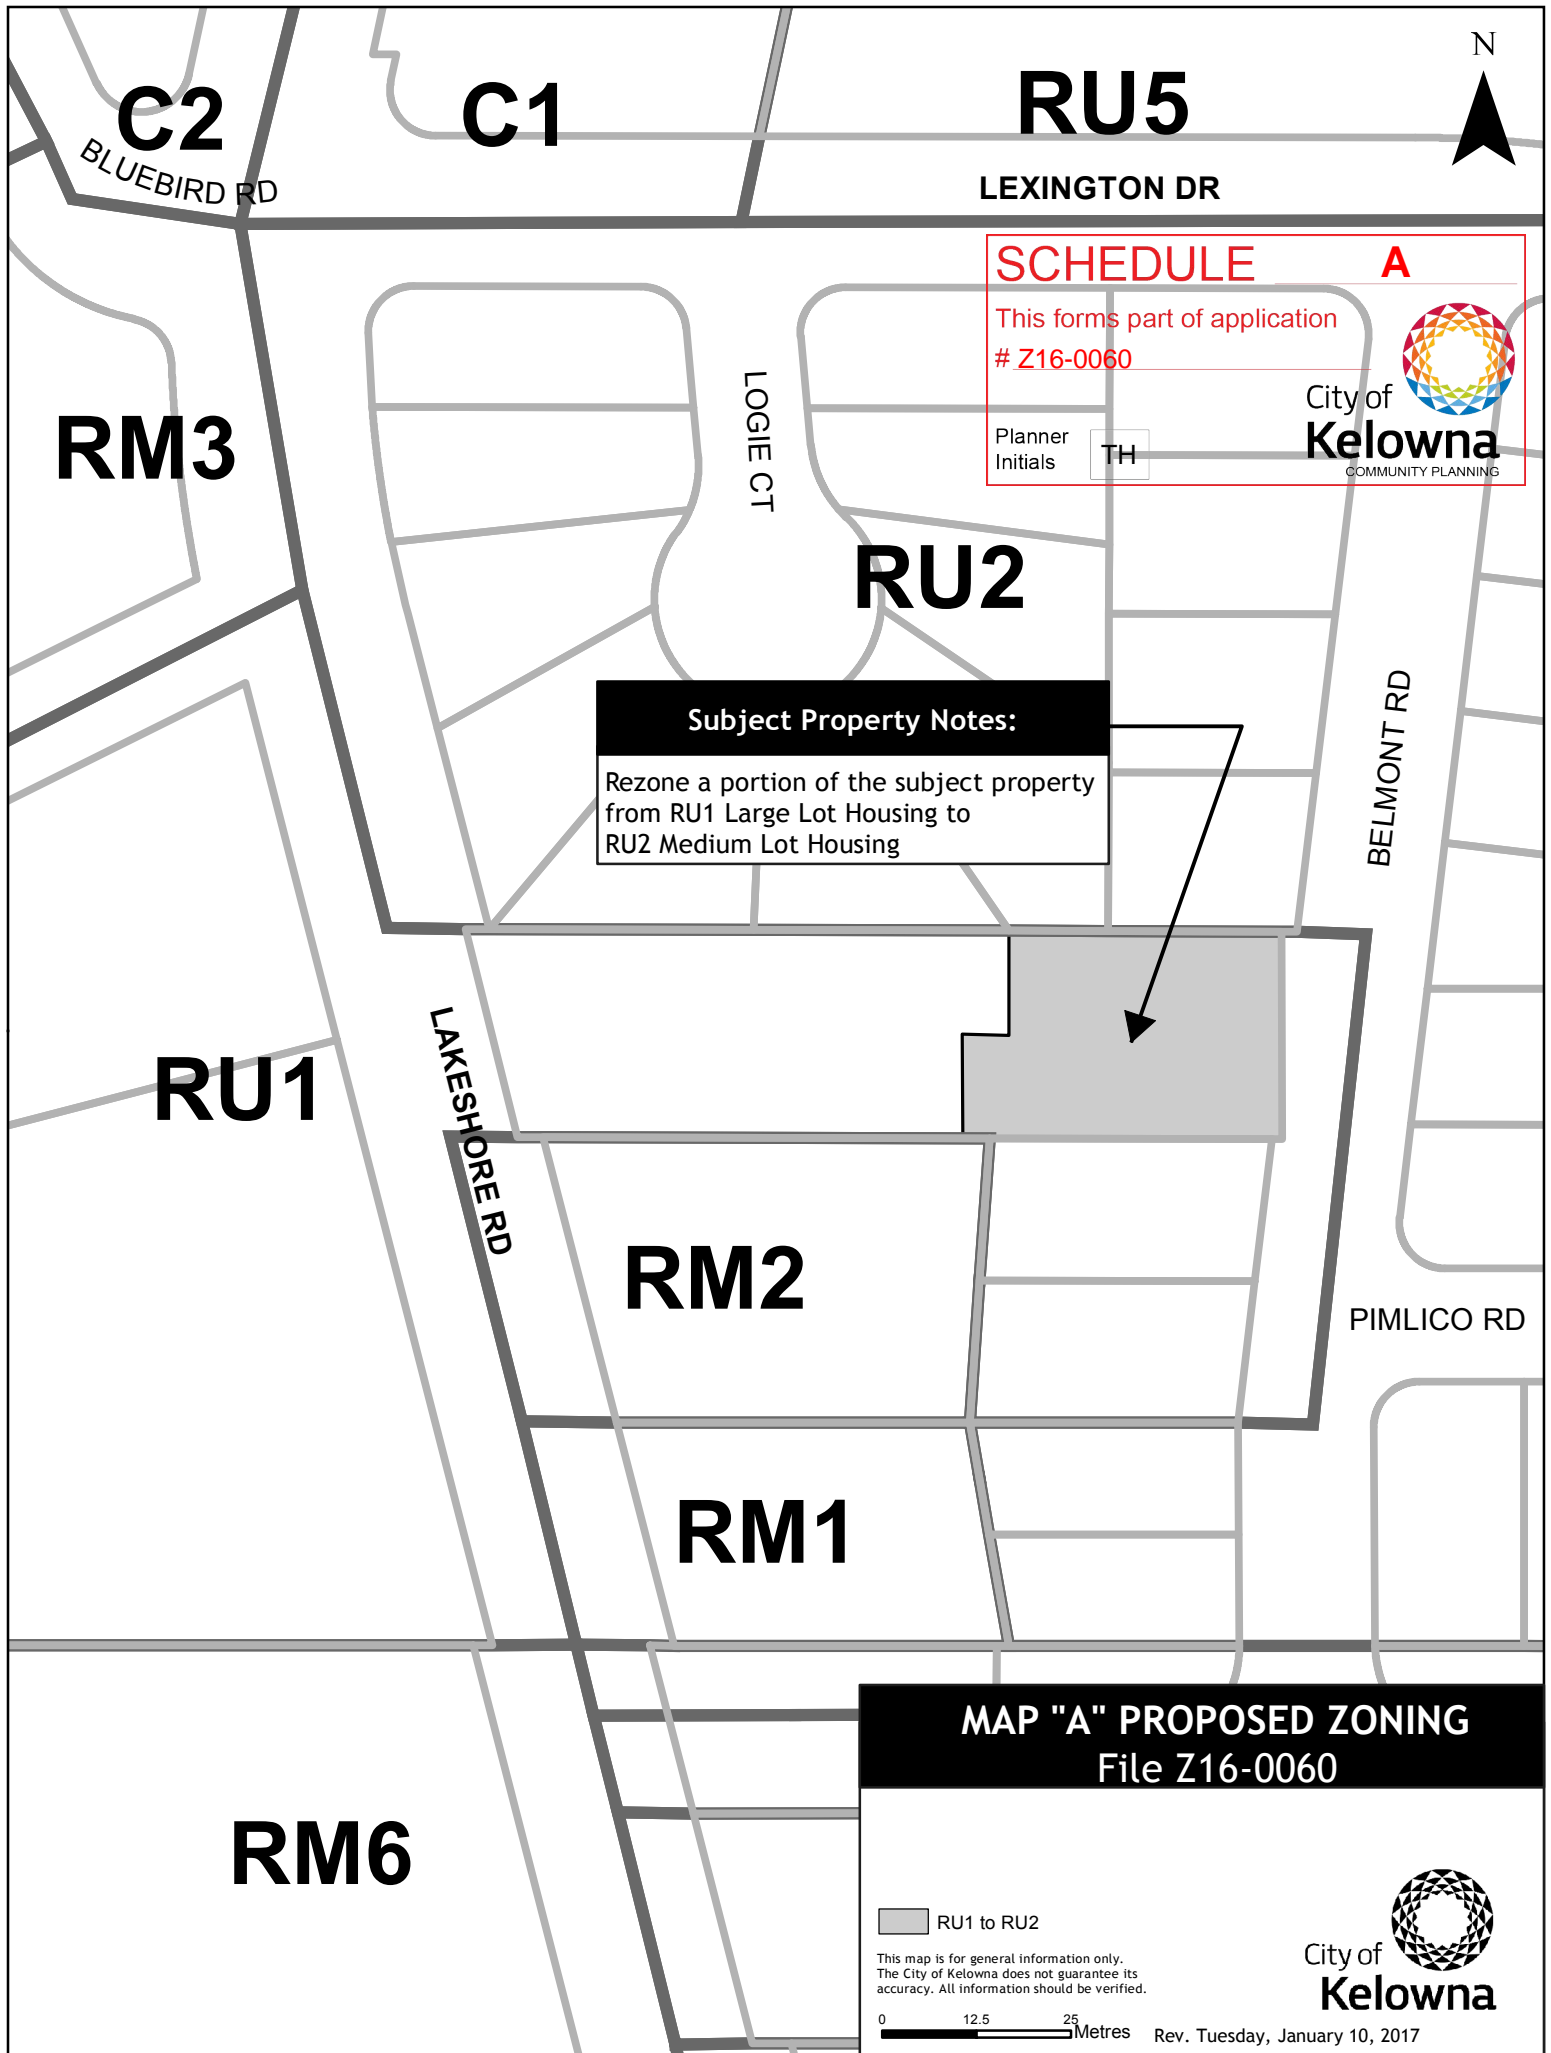 N
C2
C1
RU5
BLUEBIRD RD
LEXINGTON DR
SCHEDULE A
This forms part of application
# Z16-0060
City of
Kelowna
COMMUNITY PLANNING
Planner
Initials TH
LOGIE CT
RM3
RU2
BELMONT RD
Subject Property Notes:
Rezone a portion of the subject property
from RU1 Large Lot Housing to
RU2 Medium Lot Housing
LAKESHORE RD
RU1
RM2
PIMLICO RD
RM1
RM6
MAP "A" PROPOSED ZONING
File Z16-0060
RU1 to RU2
This map is for general information only.
The City of Kelowna does not guarantee its
accuracy. All information should be verified.
City of
Kelowna
0 12.5 25
Metres
Rev. Tuesday, January 10, 2017